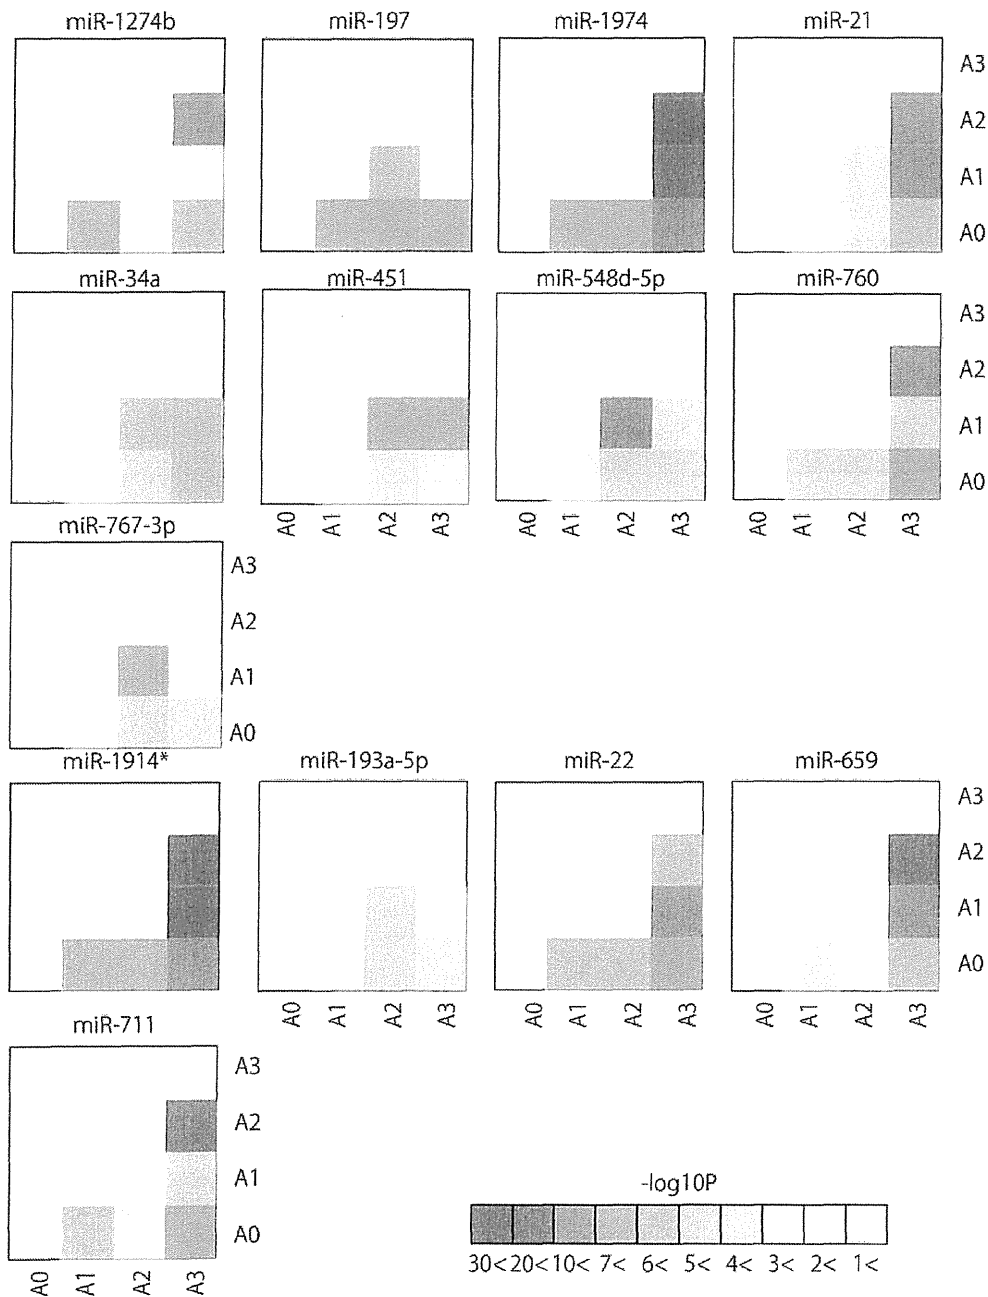 miR-1274b miR-197 miR-1974 miR-21
A3
A2
A1
A0
miR-34a miR-451 miR-548d-5p miR-760
A3
A2
A1
A0
A0 A1 A2 A3 A0 A1 A2 A3 A0 A1 A2 A3
miR-767-3p
A3
A2
A1
A0
miR-1914* miR-193a-5p miR-22 miR-659
A3
A2
A1
A0
A0 A1 A2 A3 A0 A1 A2 A3 A0 A1 A2 A3
miR-711
A3
A2
A1
A0
A0 A1 A2 A3
-log10P
30< 20< 10< 7< 6< 5< 4< 3< 2< 1<